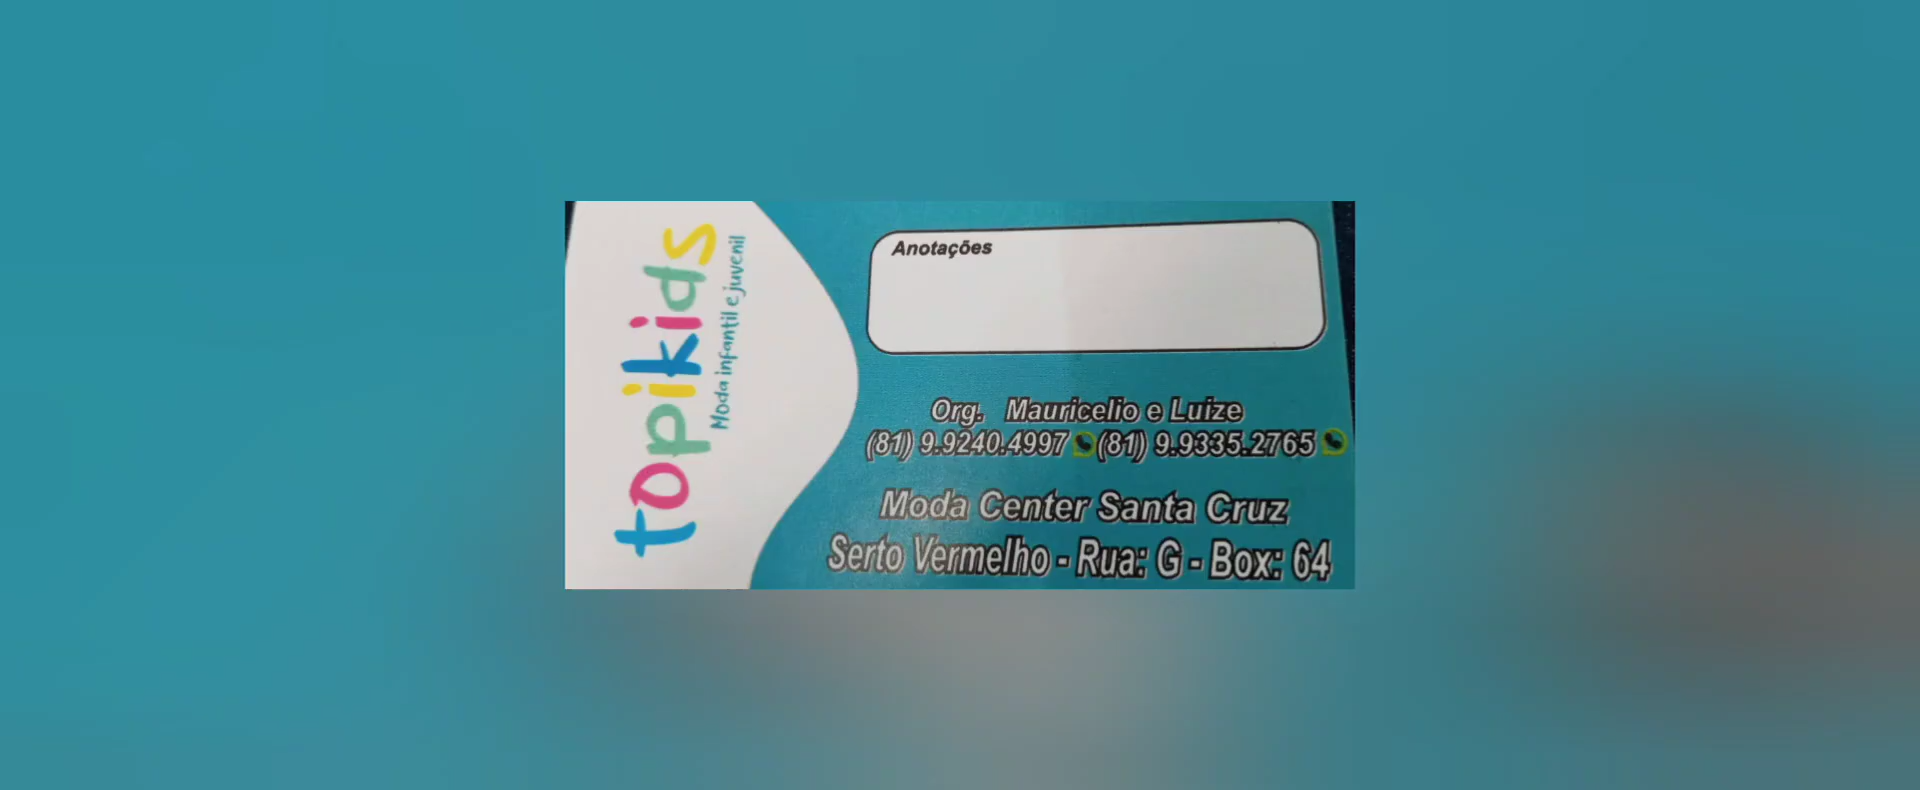 topikids
Moda infantil e juvenil
Anotações
Org. Mauricelio e Luize
(81) 9.9240.4997 (81) 9.9335.2765
Moda Center Santa Cruz
Serto Vermelho - Rua: G - Box: 64